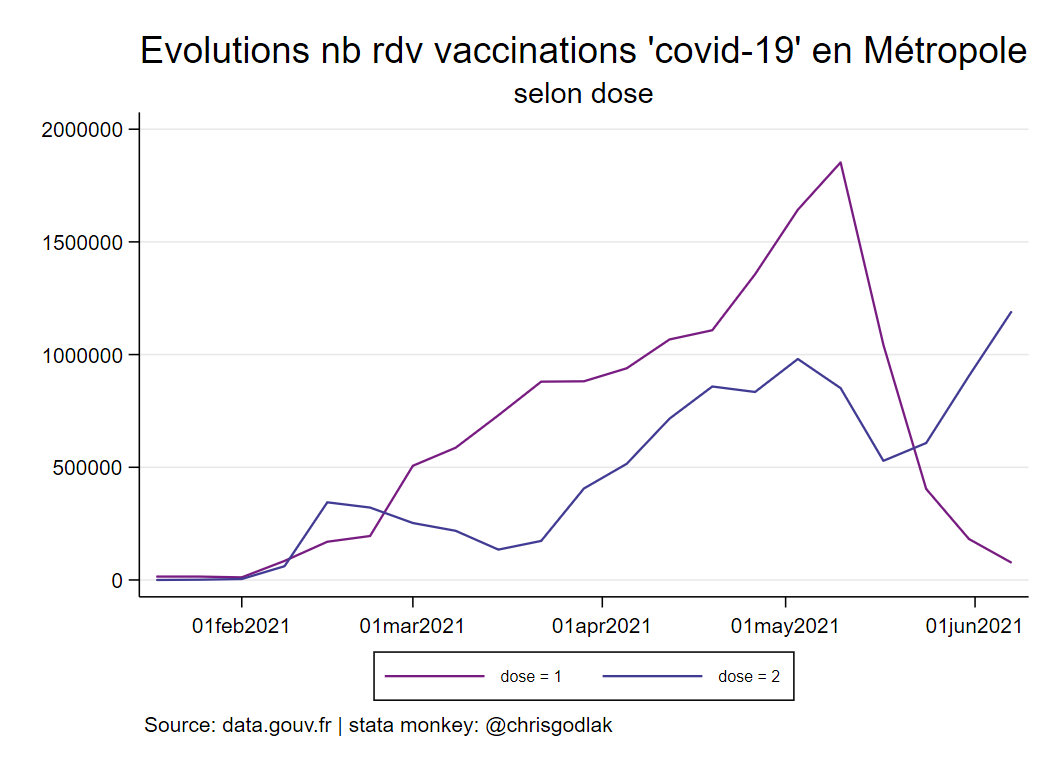 Evolutions nb rdv vaccinations 'covid-19' en Métropole
selon dose
2000000
1500000
1000000
500000
0
01feb2021 01mar2021 01apr2021 01may2021 01jun2021
dose = 1 dose = 2
Source: data.gouv.fr | stata monkey: @chrisgodlak